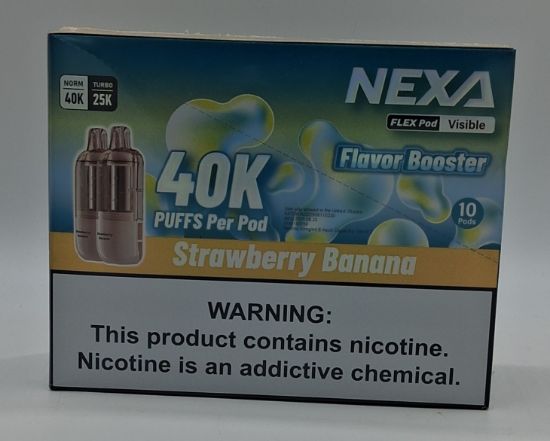 NEXA
FLEX Pod Visible
NORM TURBO
40K 25K
Flavor Booster
40K
PUFFS Per Pod
10
Pods
Strawberry Banana
WARNING:
This product contains nicotine.
Nicotine is an addictive chemical.